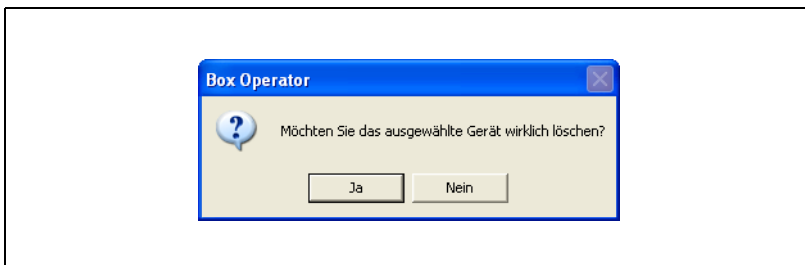 Box Operator
Möchten Sie das ausgewählte Gerät wirklich löschen?
Ja
Nein